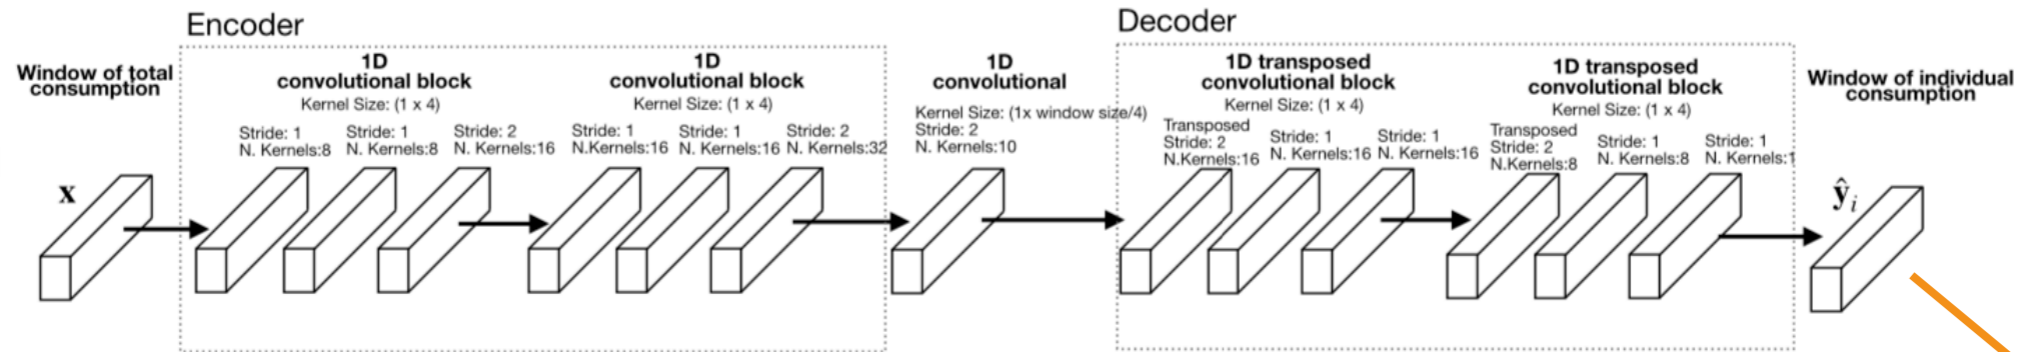 Encoder
Decoder
Window of total
consumption
x
1D
convolutional block
Kernel Size: (1 x 4)
Stride: 1
N. Kernels:8
Stride: 1
N. Kernels:8
Stride: 2
N. Kernels:16
1D
convolutional block
Kernel Size: (1 x 4)
Stride: 1
N.Kernels:16
Stride: 1
N. Kernels:16
Stride: 2
N. Kernels:32
1D
convolutional
Kernel Size: (1x window size/4)
Stride: 2
N. Kernels:10
1D transposed
convolutional block
Kernel Size: (1 x 4)
Transposed
Stride: 2
N.Kernels:16
Stride: 1
N. Kernels:16
Stride: 1
N. Kernels:16
1D transposed
convolutional block
Kernel Size: (1 x 4)
Transposed
Stride: 2
N.Kernels:8
Stride: 1
N. Kernels:8
Stride: 1
N. Kernels:1
Window of individual
consumption
ŷᵢ